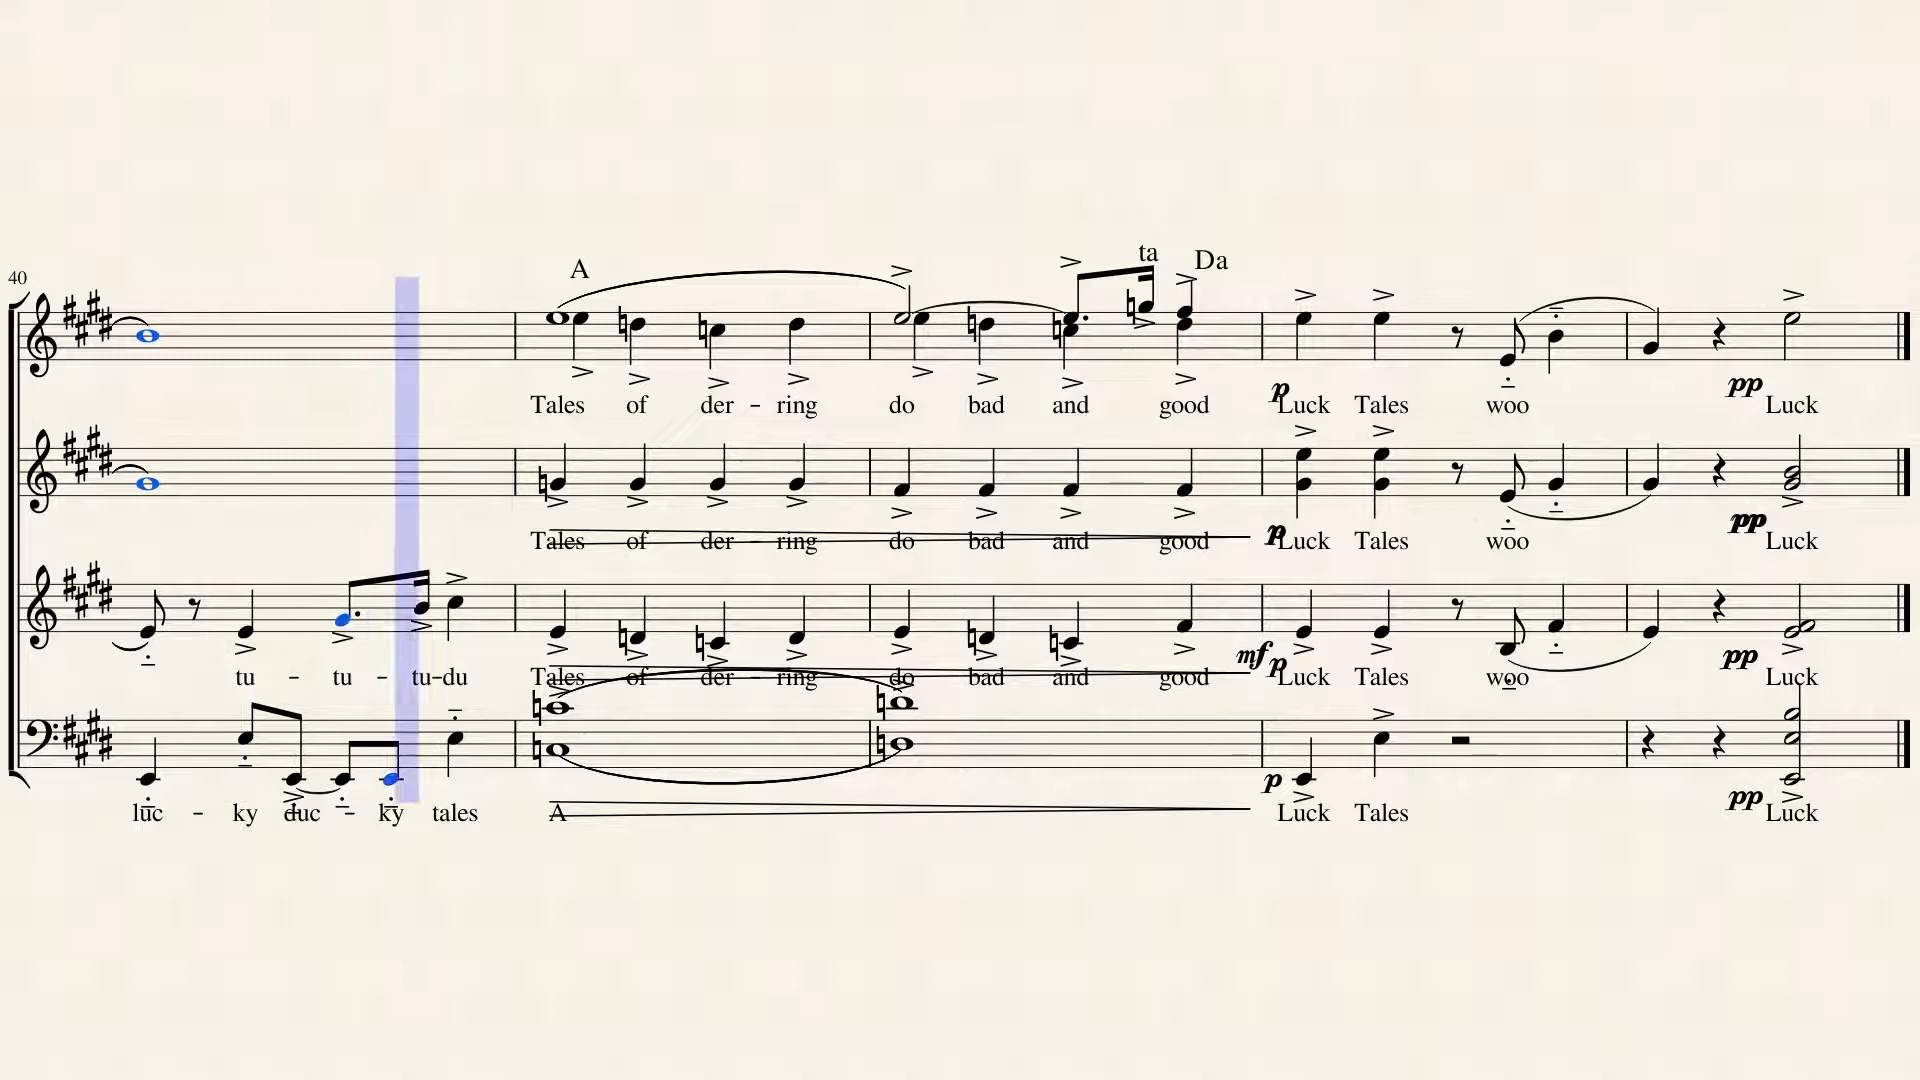 40
A ta Da
p pp
Tales of der - ring do bad and good Luck Tales woo Luck
p pp
Tales of der - ring do bad and good Luck Tales woo Luck
mf p pp
tu - tu - tu - du Tales of der - ring do bad and good Luck Tales woo Luck
p pp
luc - ky duc - ky tales A Luck Tales Luck